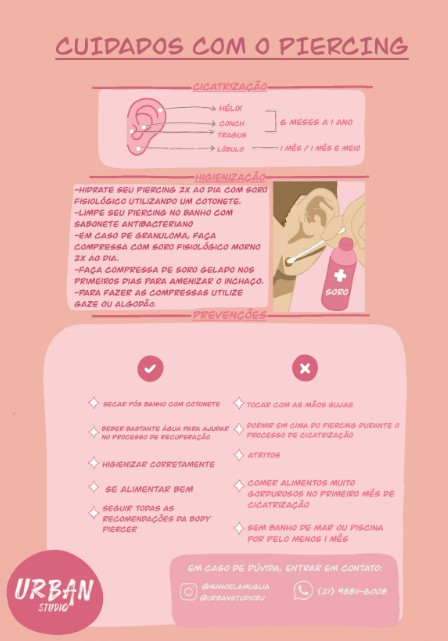 CUIDADOS COM O PIERCING
CICATRIZAÇÃO
HÉLIX
CONCH
TRAGUS
6 MESES A 1 ANO
LÓBULO
1 MÊS / 1 MÊS E MEIO
HIGIENIZAÇÃO
-HIDRATE SEU PIERCING 2X AO DIA COM SORO
FISIOLÓGICO UTILIZANDO UM COTONETE.
-LIMPE SEU PIERCING NO BANHO COM
SABONETE ANTIBACTERIANO
-EM CASO DE GRANULOMA, FAÇA
COMPRESSA COM SORO FISIOLÓGICO MORNO
2X AO DIA.
-FAÇA COMPRESSA DE SORO GELADO NOS
PRIMEIROS DIAS PARA AMENIZAR O INCHAÇO.
-PARA FAZER AS COMPRESSAS UTILIZE
GAZE OU ALGODÃO.
SORO
PREVENÇÕES
SECAR PÓS BANHO COM COTONETE
BEBER BASTANTE ÁGUA PARA AJUDAR
NO PROCESSO DE RECUPERAÇÃO
HIGIENIZAR CORRETAMENTE
SE ALIMENTAR BEM
SEGUIR TODAS AS
RECOMENDAÇÕES DA BODY
PIERCER
TOCAR COM AS MÃOS SUJAS
DORMIR EM CIMA DO PIERCING DURANTE O
PROCESSO DE CICATRIZAÇÃO
ATRITOS
COMER ALIMENTOS MUITO
GORDUROSOS NO PRIMEIRO MÊS DE
CICATRIZAÇÃO
SEM BANHO DE MAR OU PISCINA
POR PELO MENOS 1 MÊS
EM CASO DE DÚVIDA, ENTRAR EM CONTATO:
@MANOELAMUGLIA
@URBANSTUDIORJ
(21) 98811-6008
URBAN
STUDIO